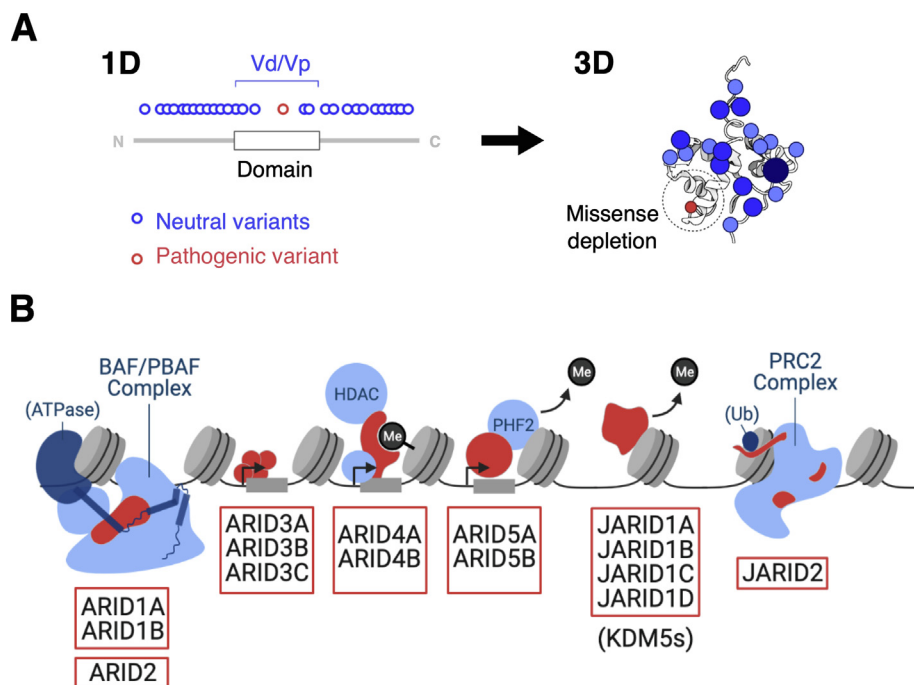 A
1D
Vd/Vp
N
C
Domain
Neutral variants
Pathogenic variant
3D
Missense
depletion
B
BAF/PBAF
Complex
(ATPase)
HDAC
Me
PHF2
Me
Me
PRC2
Complex
(Ub)
ARID1A
ARID1B
ARID2
ARID3A
ARID3B
ARID3C
ARID4A
ARID4B
ARID5A
ARID5B
JARID1A
JARID1B
JARID1C
JARID1D
(KDM5s)
JARID2